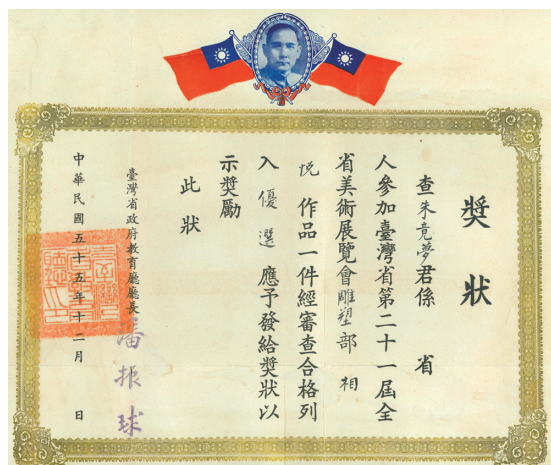 獎狀
查朱竟夢君係 省
人參加臺灣省第二十一屆全
省美術展覽會雕塑部 相
悅 作品一件經審查合格列
入 優選 應予發給獎狀以
示獎勵
此狀
臺灣省政府教育廳廳長 潘振球
中華民國五十五年十二月 日